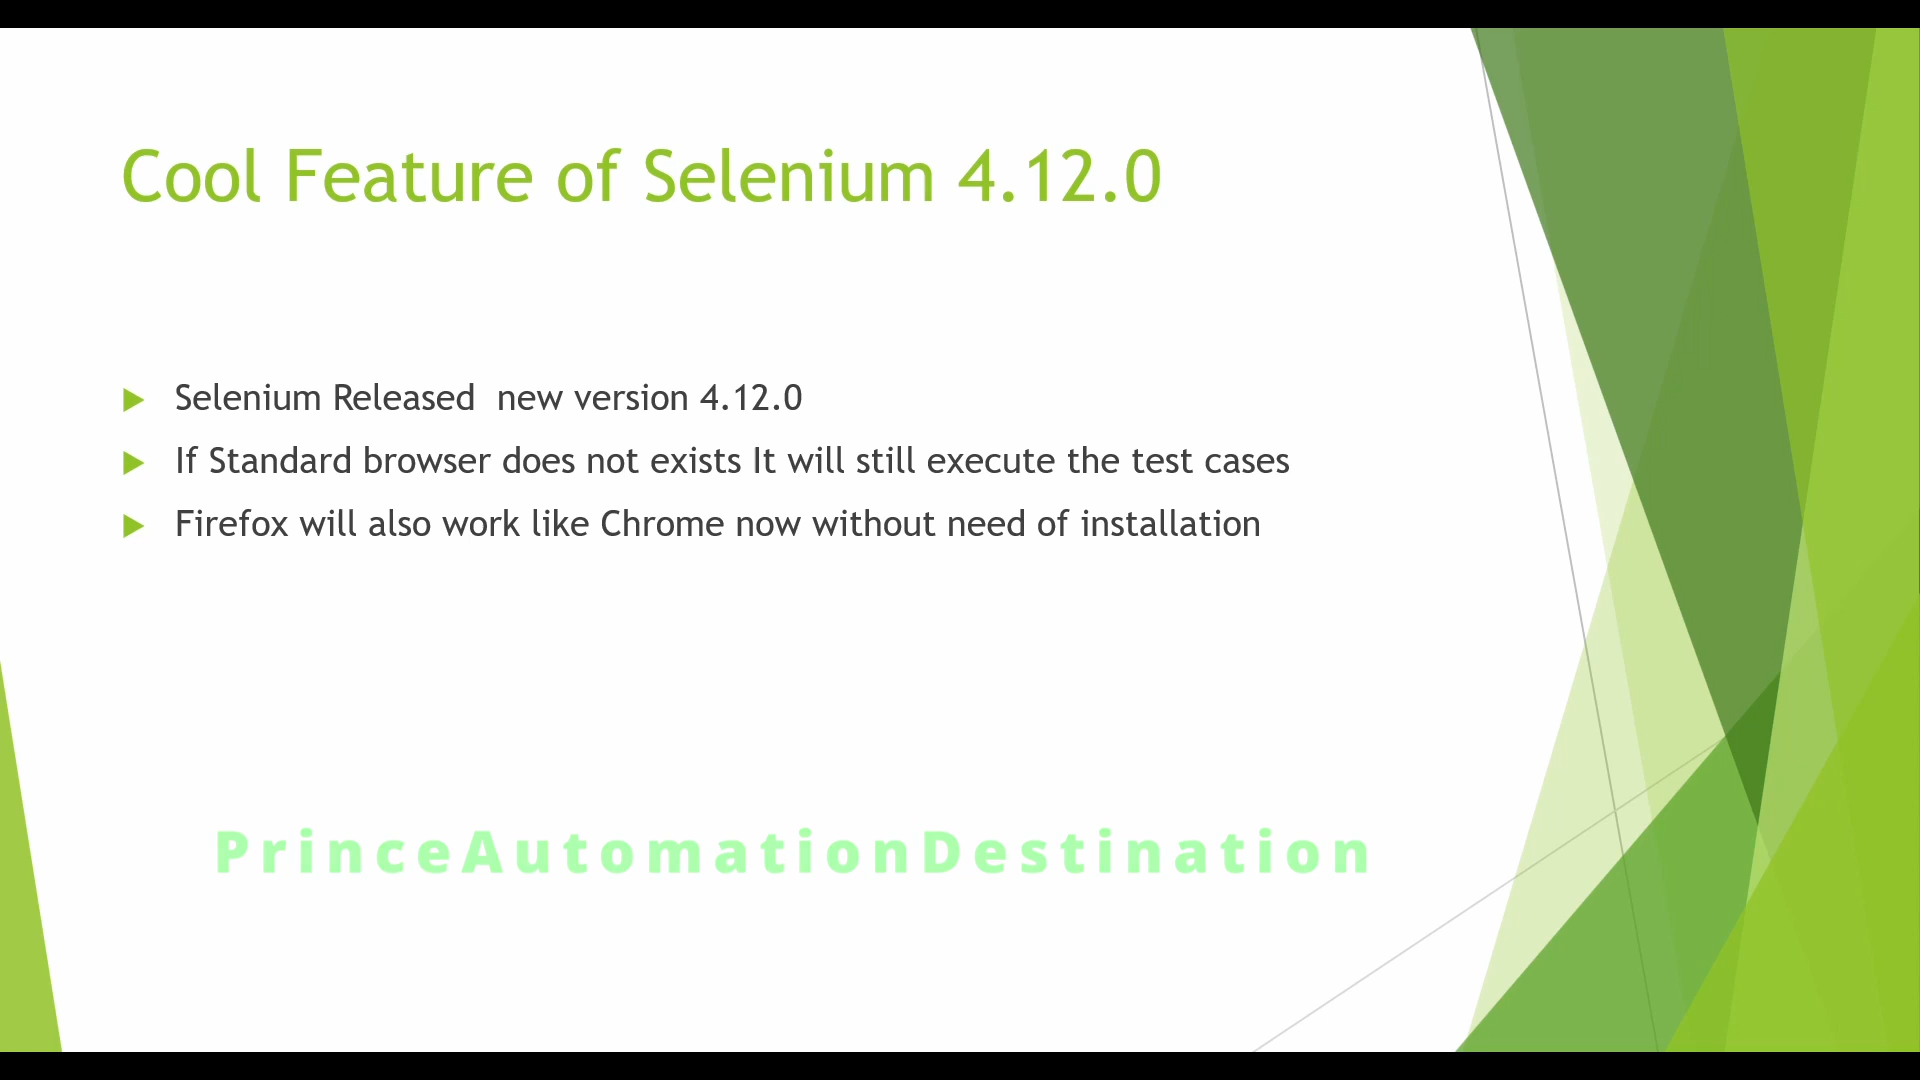 Cool Feature of Selenium 4.12.0
Selenium Released  new version 4.12.0
If Standard browser does not exists It will still execute the test cases
Firefox will also work like Chrome now without need of installation
PrinceAutomationDestination